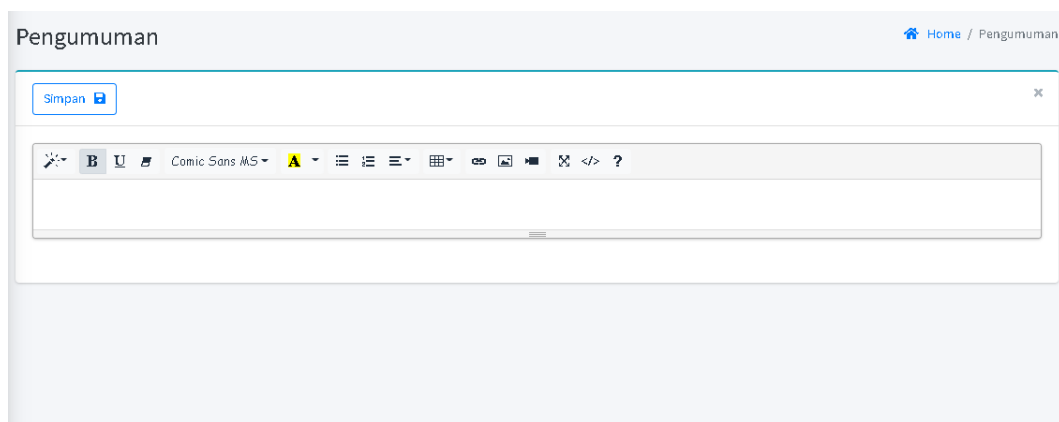 Pengumuman
Home / Pengumuman
Simpan
×
B U Comic Sans MS A </> ?